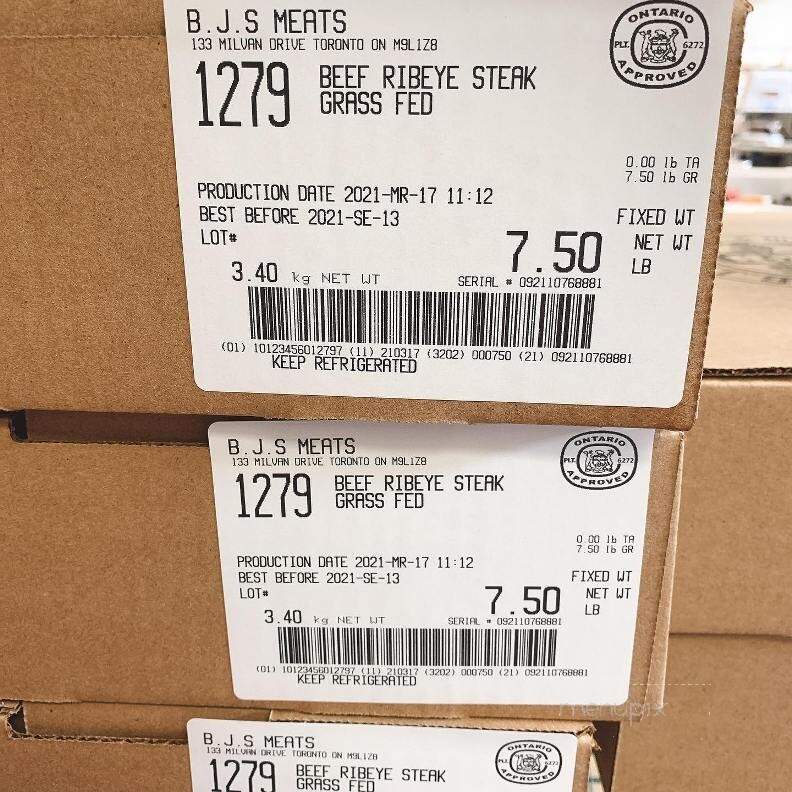 B.J.S MEATS
133 MILVAN DRIVE TORONTO ON M9L1Z8
1279
BEEF RIBEYE STEAK
GRASS FED
ONTARIO
PLT. 6272
APPROVED
0.00 lb TA
7.50 lb GR
PRODUCTION DATE 2021-MR-17 11:12
BEST BEFORE 2021-SE-13
LOT#
FIXED WT
7.50
NET WT
LB
3.40 kg NET WT
SERIAL # 092110768881
(01) 10123456012797 (11) 210317 (3202) 000750 (21) 092110768881
KEEP REFRIGERATED
B.J.S MEATS
133 MILVAN DRIVE TORONTO ON M9L1Z8
1279
BEEF RIBEYE STEAK
GRASS FED
ONTARIO
PLT. 6272
APPROVED
0.00 lb TA
7.50 lb GR
PRODUCTION DATE 2021-MR-17 11:12
BEST BEFORE 2021-SE-13
LOT#
FIXED WT
7.50
NET WT
LB
3.40 kg NET WT
SERIAL # 092110768881
(01) 10123456012797 (11) 210317 (3202) 000750 (21) 092110768881
KEEP REFRIGERATED
menupix
B.J.S MEATS
133 MILVAN DRIVE TORONTO ON M9L1Z8
1279
BEEF RIBEYE STEAK
GRASS FED
ONTARIO
PLT. 6272
APPROVED